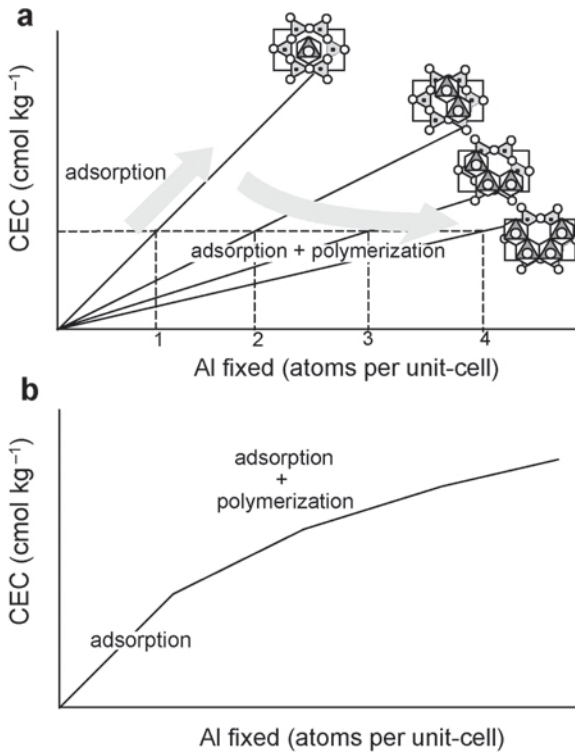 a
CEC (cmol kg⁻¹)
adsorption
adsorption + polymerization
1 2 3 4
Al fixed (atoms per unit-cell)
b
CEC (cmol kg⁻¹)
adsorption
+
polymerization
adsorption
Al fixed (atoms per unit-cell)